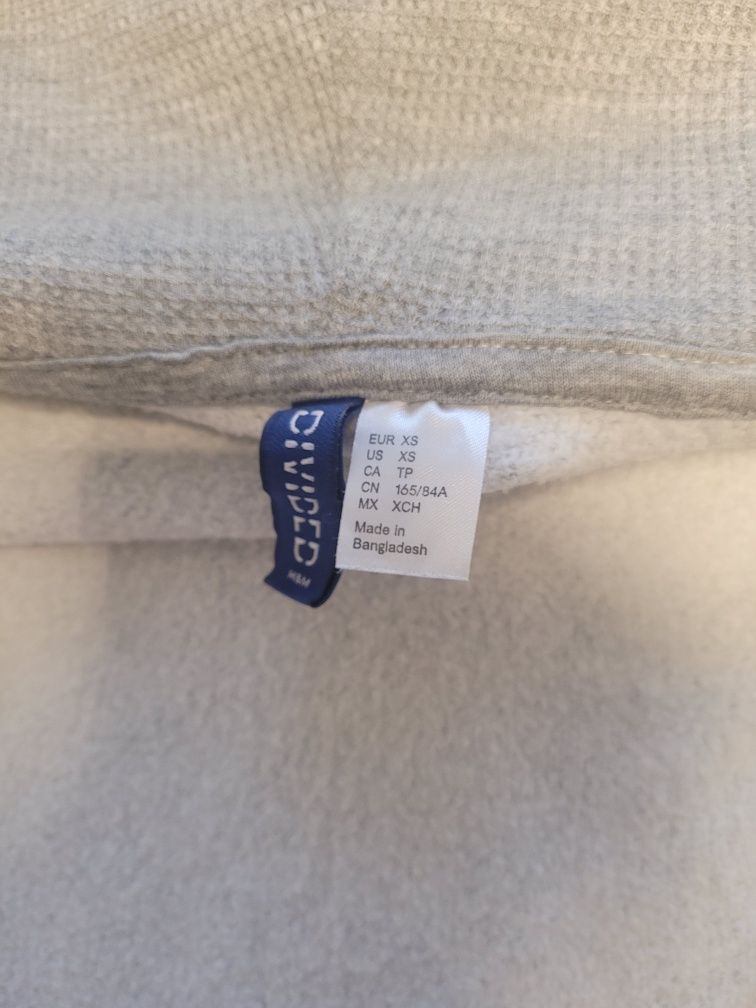 DIVIDED
H&M
EUR XS
US XS
CA TP
CN 165/84A
MX XCH
Made in
Bangladesh